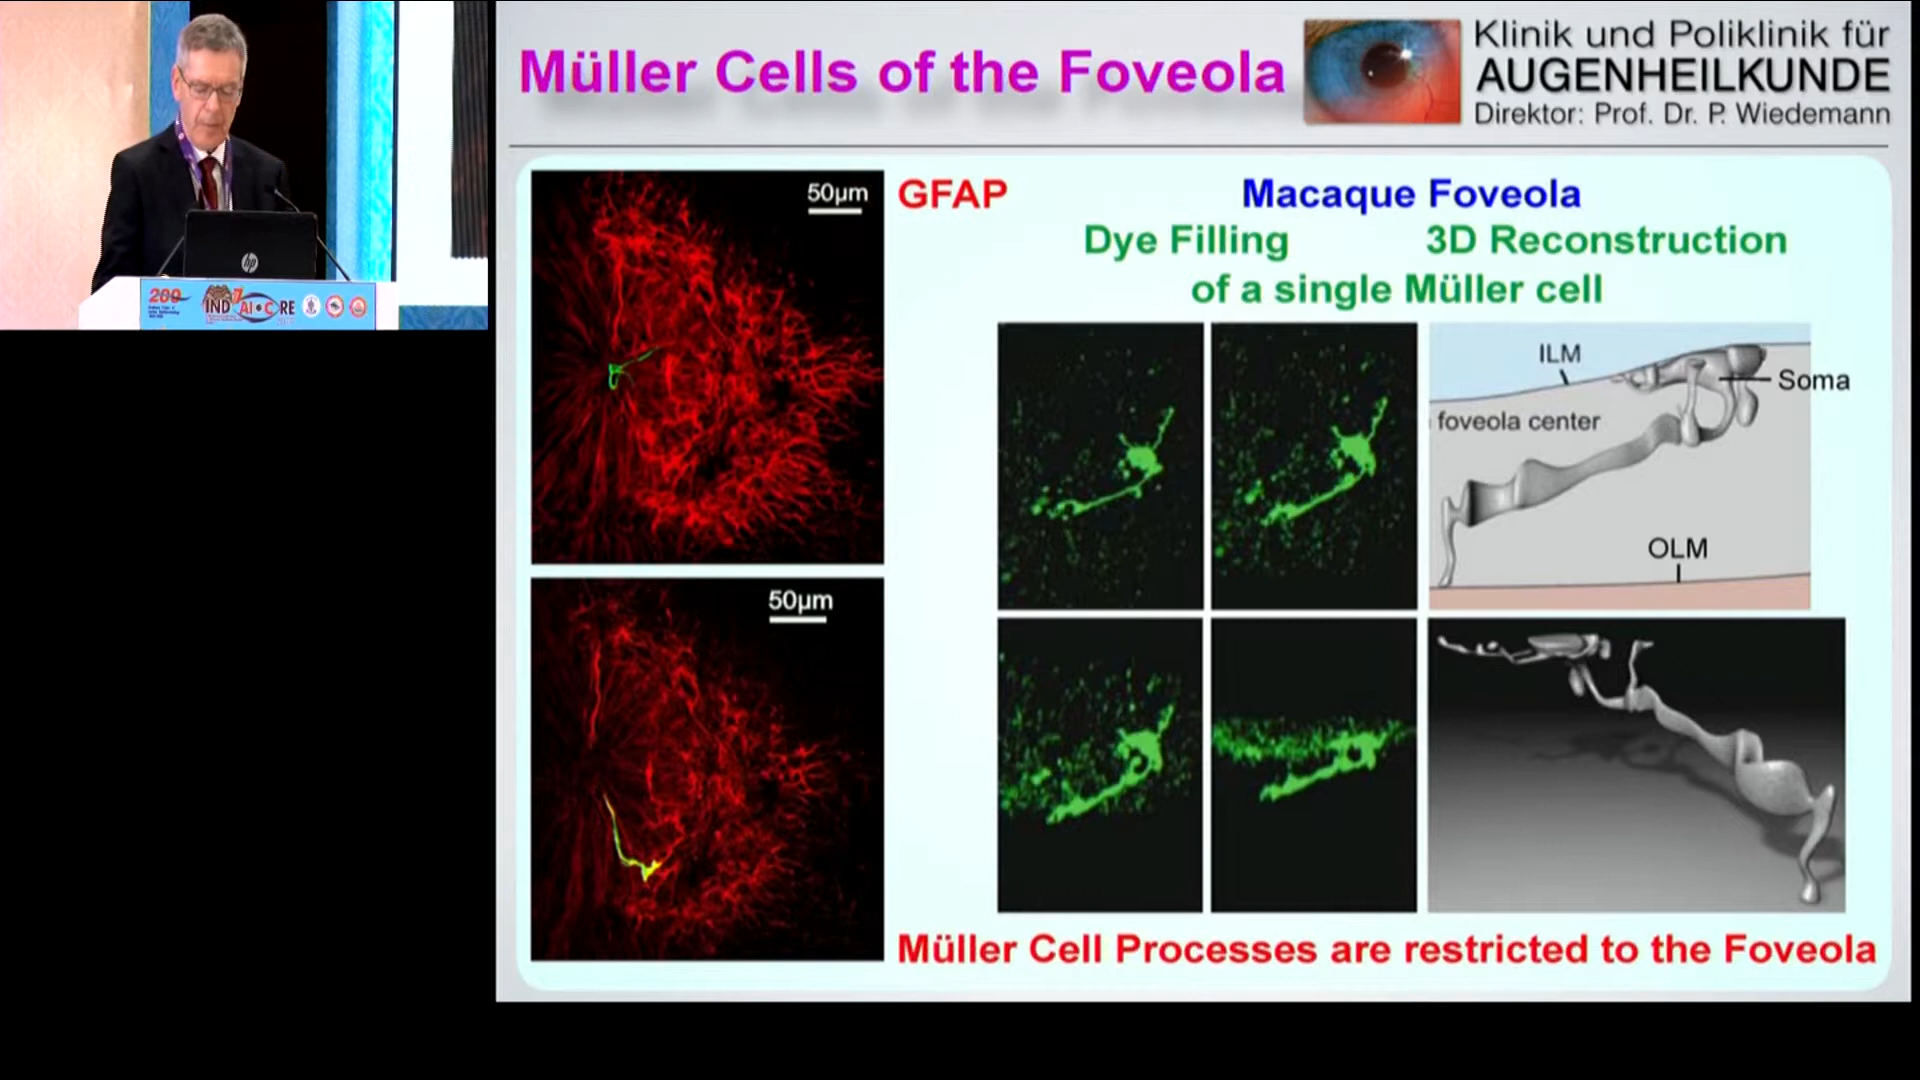 Müller Cells of the Foveola
Klinik und Poliklinik für
AUGENHEILKUNDE
Direktor: Prof. Dr. P. Wiedemann
50µm
GFAP
Macaque Foveola
Dye Filling
3D Reconstruction
of a single Müller cell
ILM
Soma
foveola center
OLM
50µm
Müller Cell Processes are restricted to the Foveola
hp
200